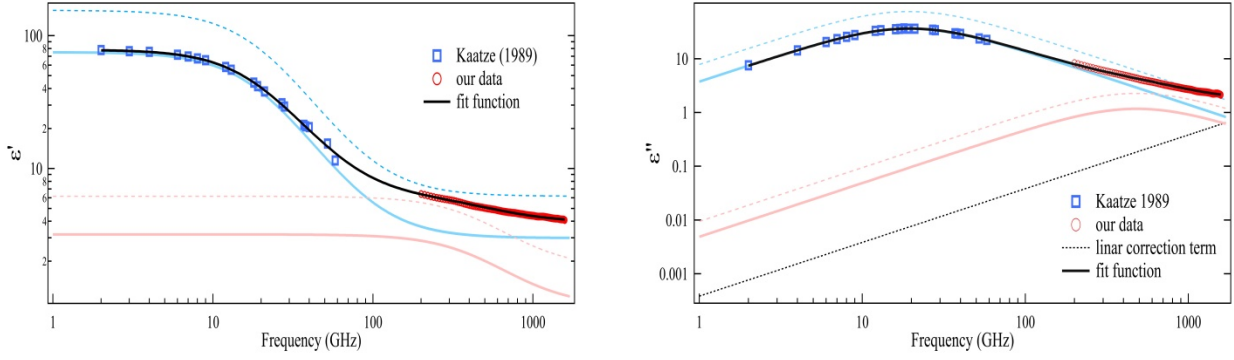 100
8
6
4
2
10
8
6
4
2
ε'
Kaatze (1989)
our data
fit function
1
10
100
1000
Frequency (GHz)
10
1
0.1
0.01
0.001
ε''
Kaatze 1989
our data
linar correction term
fit function
1
10
100
1000
Frequency (GHz)